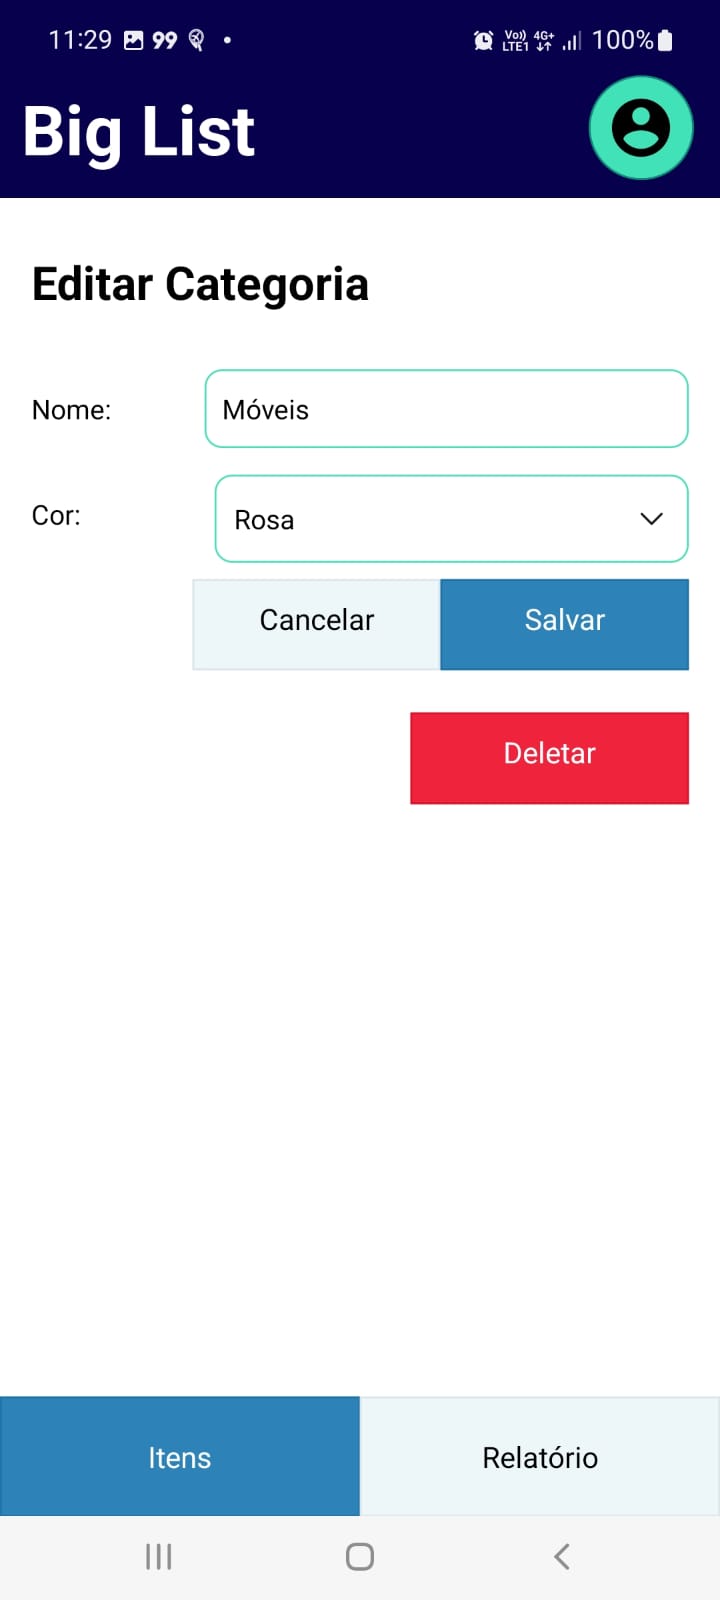 11:29 99 Vo)) LTE1 4G+ 100%
Big List
Editar Categoria
Nome: Móveis
Cor: Rosa
Cancelar Salvar
Deletar
Itens Relatório